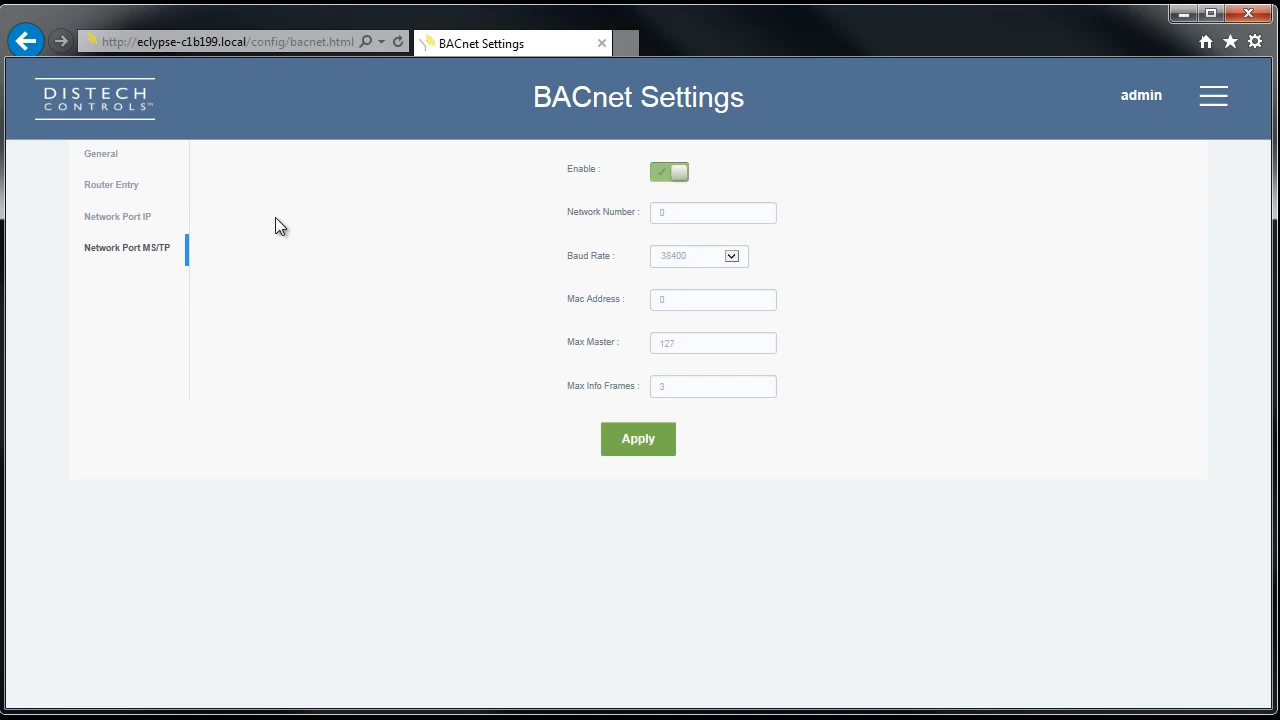 http://eclypse-c1b199.local/config/bacnet.html
BACnet Settings
DISTECH
CONTROLS™
BACnet Settings
admin
General
Router Entry
Network Port IP
Network Port MS/TP
Enable :
Network Number : 0
Baud Rate : 38400
Mac Address : 0
Max Master : 127
Max Info Frames : 3
Apply